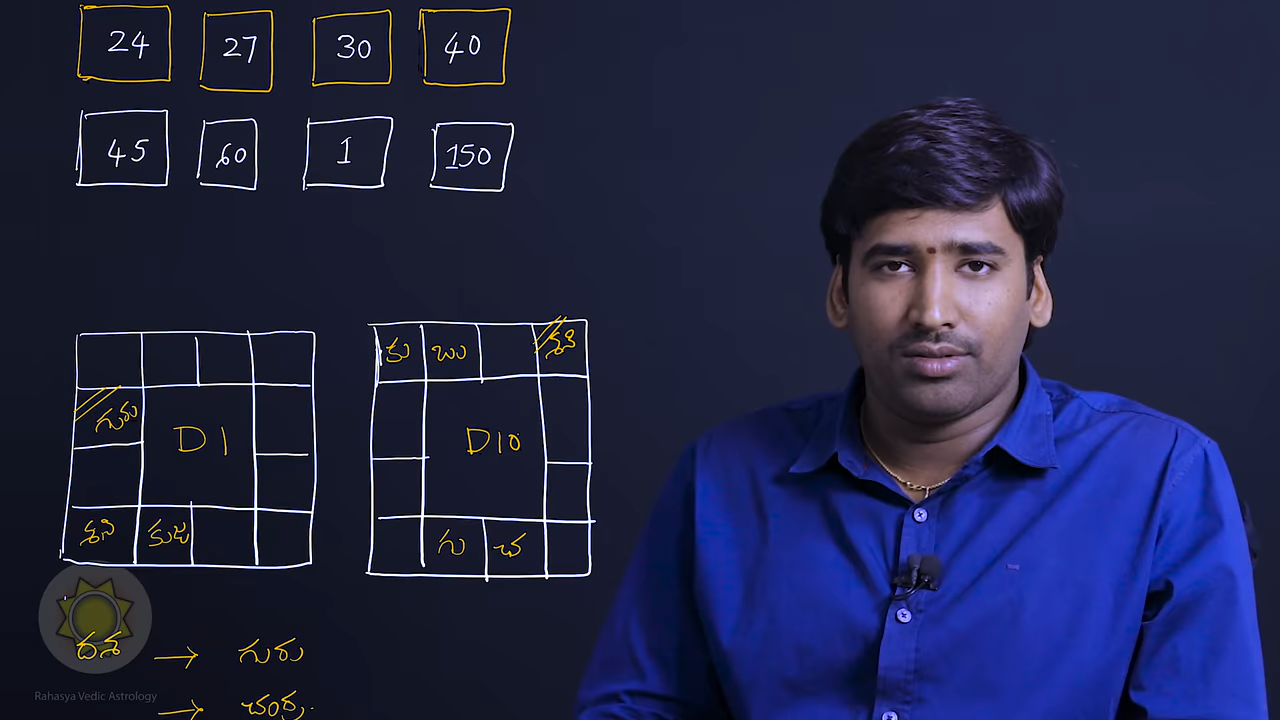 24 27 30 40
45 60 1 150
కు బు శని
గురు
D1 D10
శని కుజ గు చ
దశ → గురు
Rahasya Vedic Astrology
→ చంద్ర